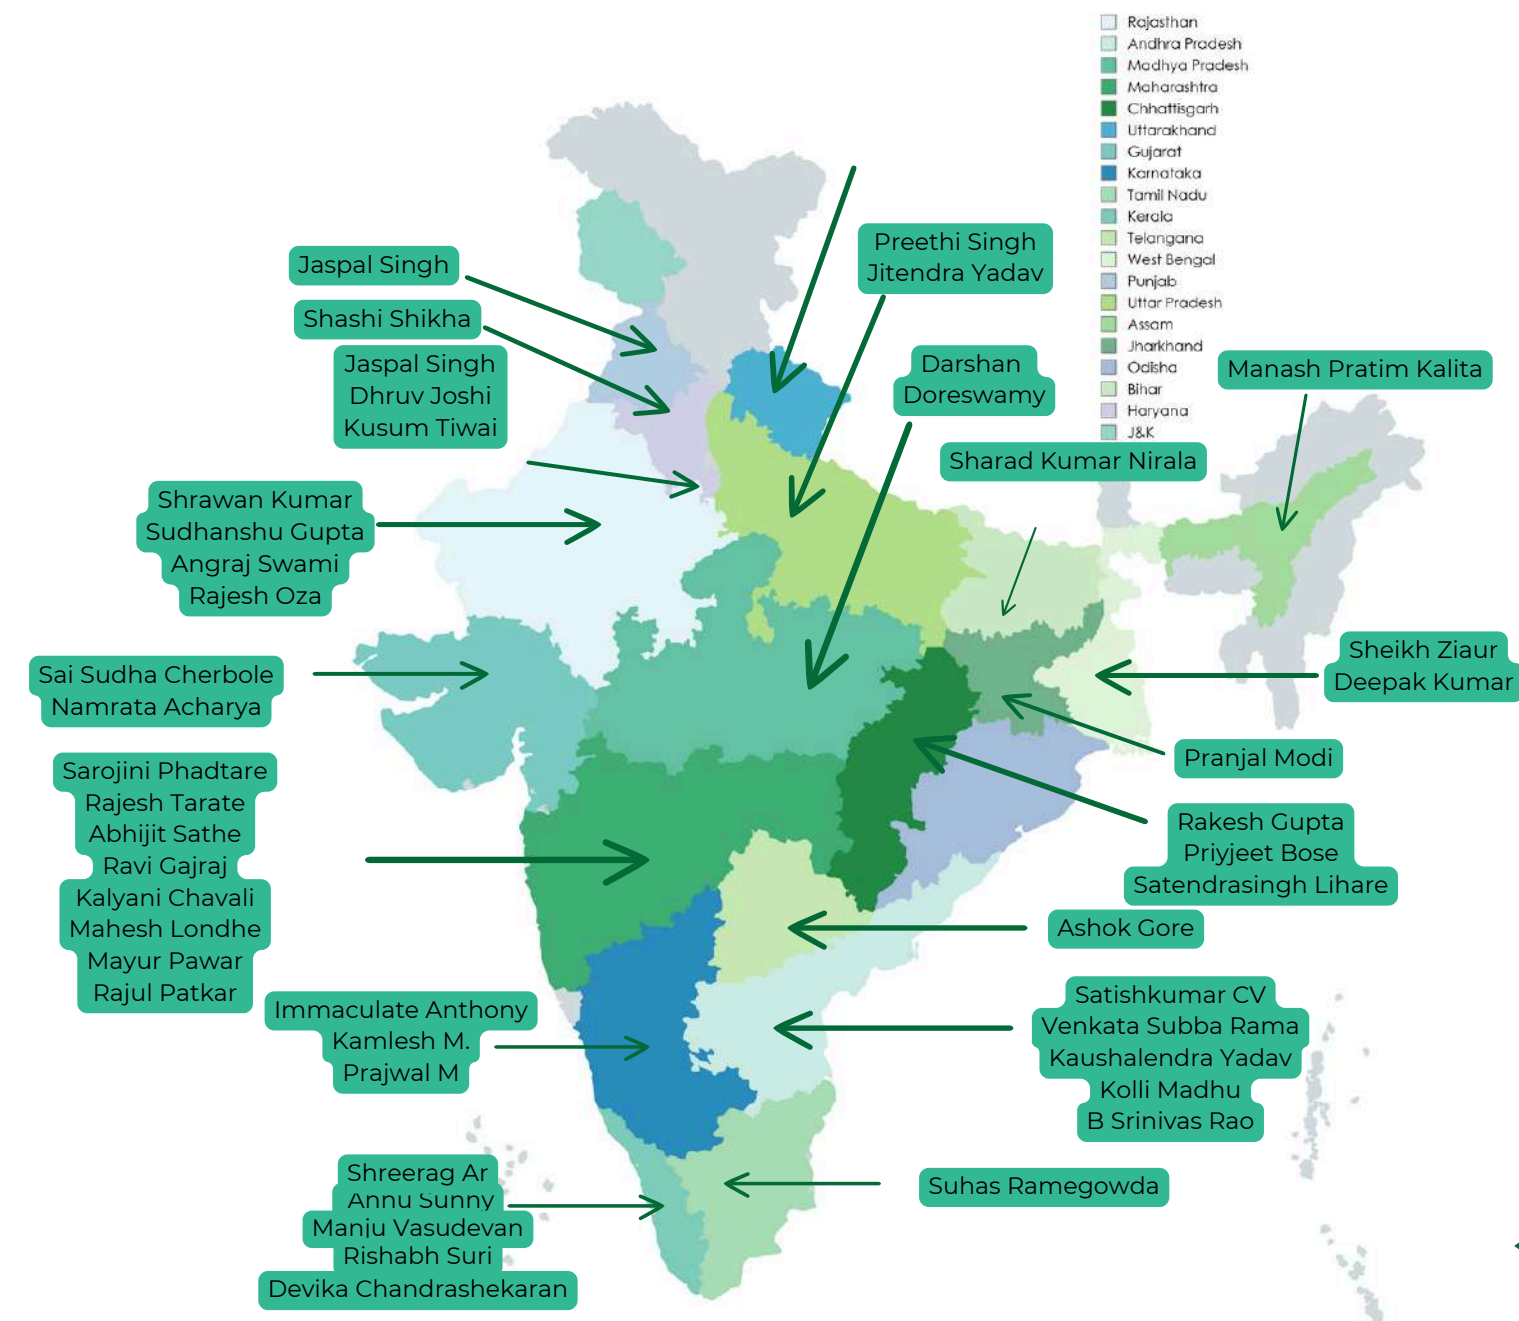 Rajasthan
Andhra Pradesh
Madhya Pradesh
Maharashtra
Chhattisgarh
Uttarakhand
Gujarat
Karnataka
Tamil Nadu
Kerala
Telangana
West Bengal
Punjab
Uttar Pradesh
Assam
Jharkhand
Odisha
Bihar
Haryana
J&K
Preethi Singh
Jitendra Yadav
Jaspal Singh
Shashi Shikha
Jaspal Singh
Dhruv Joshi
Kusum Tiwai
Darshan
Doreswamy
Manash Pratim Kalita
Sharad Kumar Nirala
Shrawan Kumar
Sudhanshu Gupta
Angraj Swami
Rajesh Oza
Sheikh Ziaur
Deepak Kumar
Sai Sudha Cherbole
Namrata Acharya
Pranjal Modi
Sarojini Phadtare
Rajesh Tarate
Abhijit Sathe
Ravi Gajraj
Kalyani Chavali
Mahesh Londhe
Mayur Pawar
Rajul Patkar
Rakesh Gupta
Priyjeet Bose
Satendrasingh Lihare
Ashok Gore
Immaculate Anthony
Kamlesh M.
Prajwal M
Satishkumar CV
Venkata Subba Rama
Kaushalendra Yadav
Kolli Madhu
B Srinivas Rao
Shreerag Ar
Annu Sunny
Manju Vasudevan
Rishabh Suri
Devika Chandrashekaran
Suhas Ramegowda